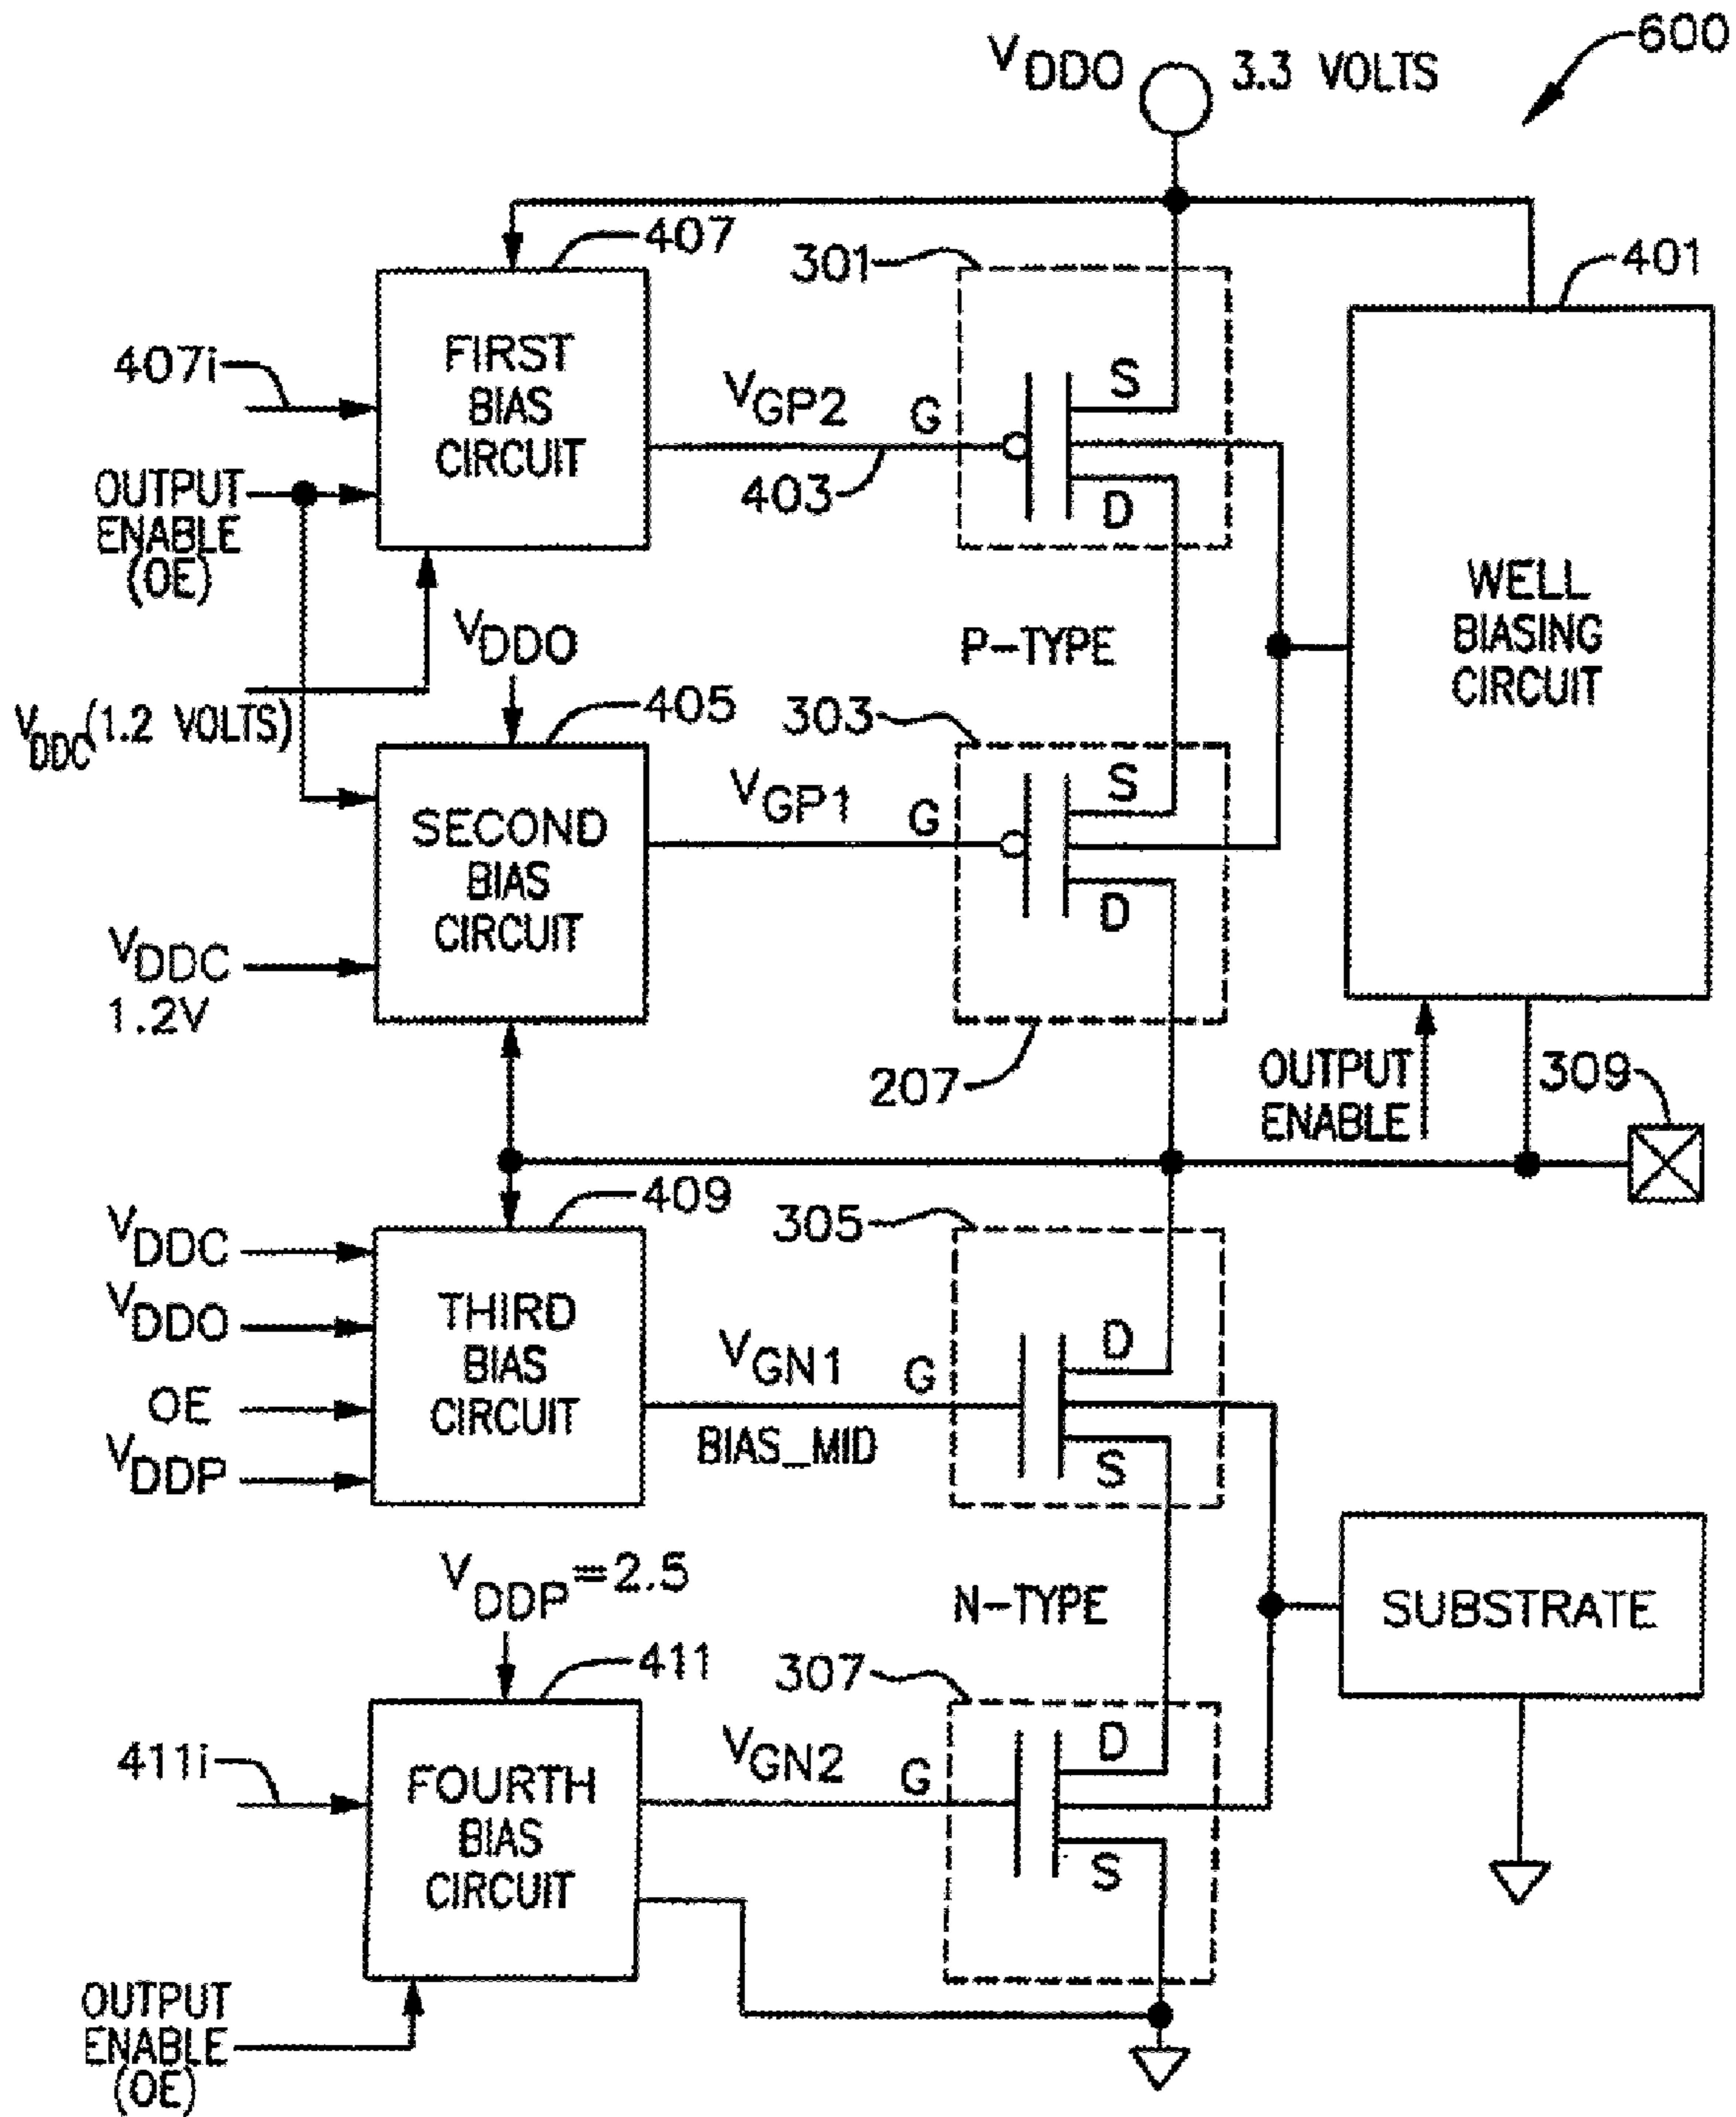 600
VDDO 3.3 VOLTS
407
301
401
407i
FIRST
BIAS
CIRCUIT
VGP2
G
S
403
D
OUTPUT
ENABLE
(OE)
WELL
BIASING
CIRCUIT
VDDO
P-TYPE
VDDC(1.2 VOLTS)
405
303
SECOND
BIAS
CIRCUIT
VGP1
G
S
D
VDDC
1.2V
207
OUTPUT
ENABLE
309
409
305
VDDC
VDDO
OE
VDDP
THIRD
BIAS
CIRCUIT
VGN1
G
BIAS_MID
D
S
VDDP=2.5
N-TYPE
SUBSTRATE
411
307
411i
FOURTH
BIAS
CIRCUIT
VGN2
G
D
S
OUTPUT
ENABLE
(OE)